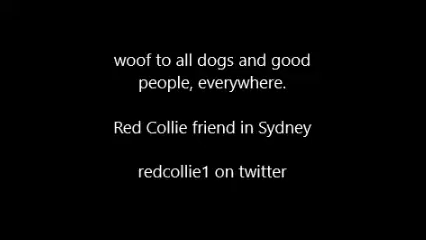 woof to all dogs and good
people, everywhere.
Red Collie friend in Sydney
redcollie1 on twitter